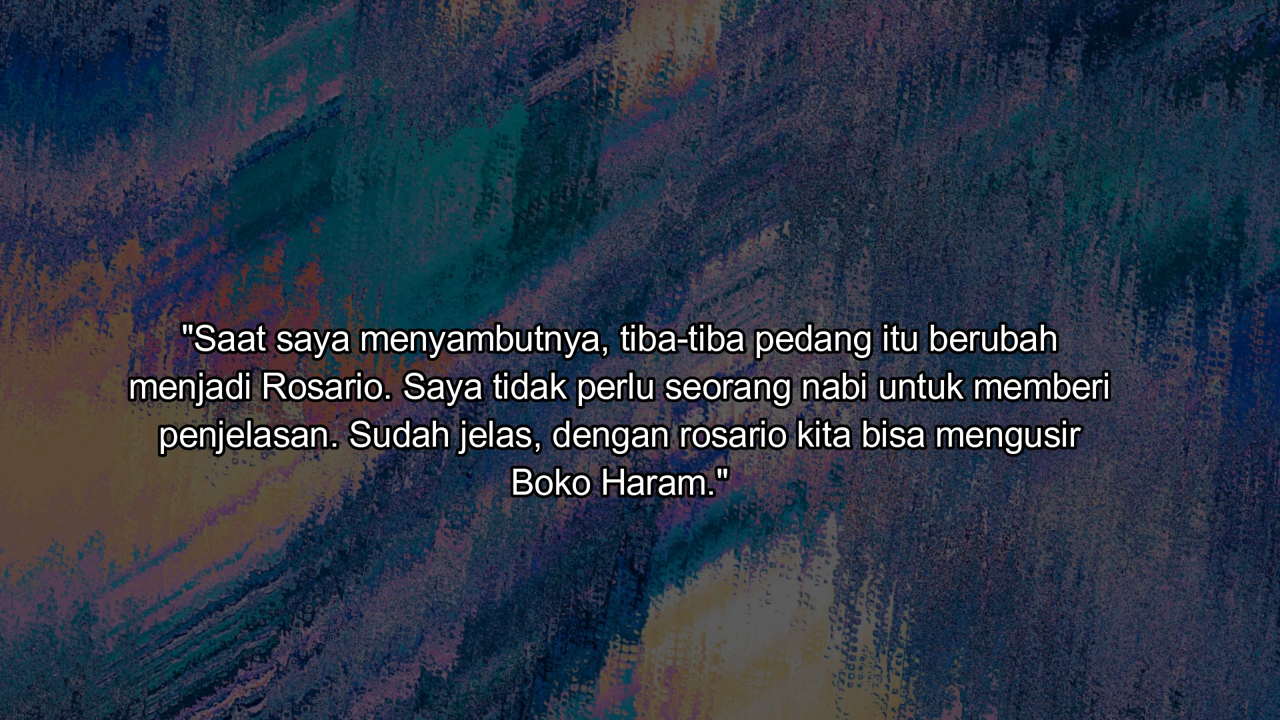 "Saat saya menyambutnya, tiba-tiba pedang itu berubah
menjadi Rosario. Saya tidak perlu seorang nabi untuk memberi
penjelasan. Sudah jelas, dengan rosario kita bisa mengusir
Boko Haram."